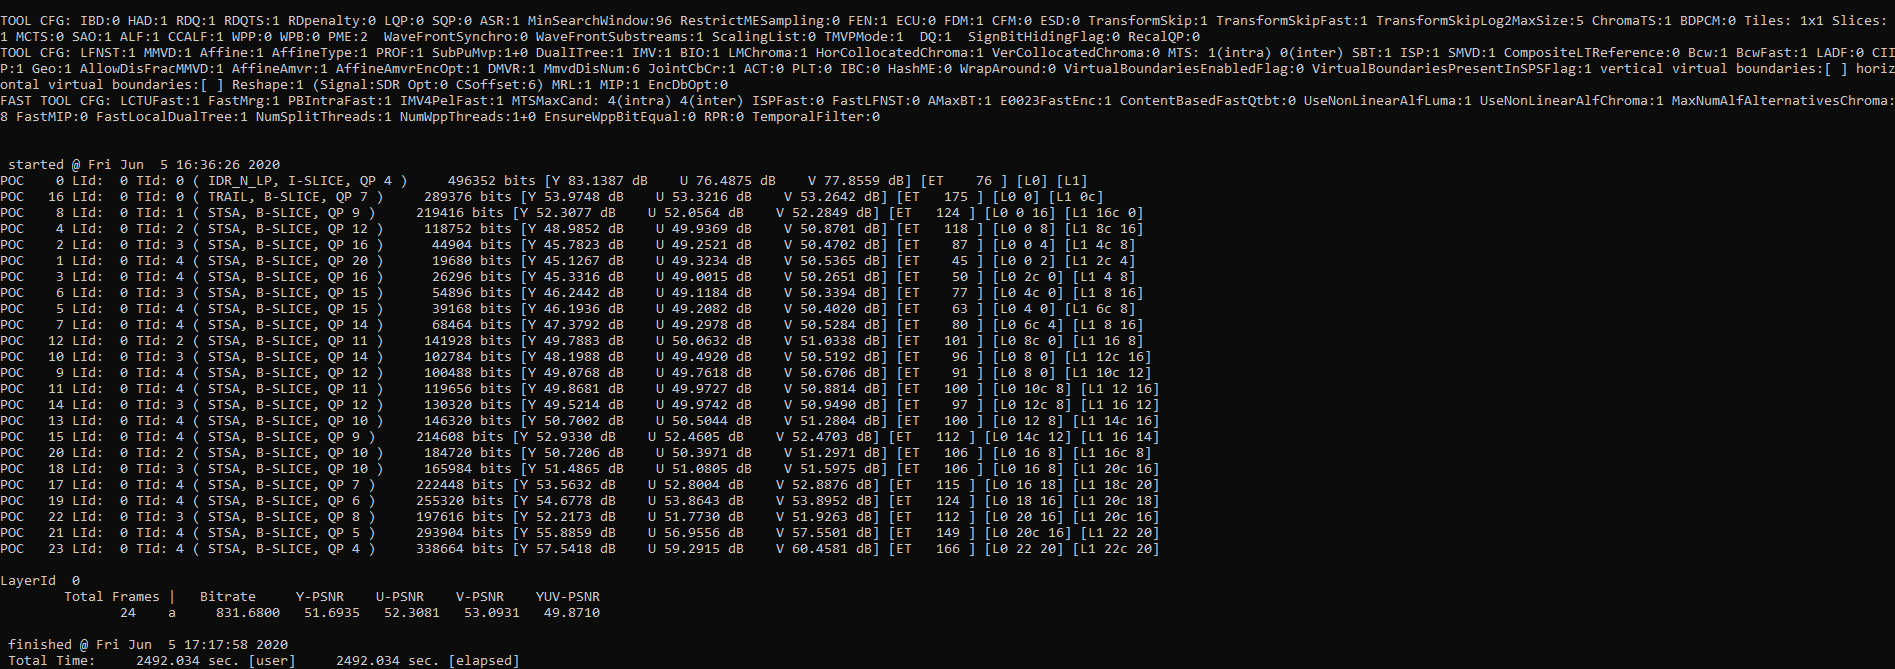 TOOL CFG: IBD:0 HAD:1 RDQ:1 RDQTS:1 RDpenalty:0 LQP:0 SQP:0 ASR:1 MinSearchWindow:96 RestrictMESampling:0 FEN:1 ECU:0 FDM:1 CFM:0 ESD:0 TransformSkip:1 TransformSkipFast:1 TransformSkipLog2MaxSize:5 ChromaTS:1 BDPCM:0 Tiles: 1x1 Slices:
1 MCTS:0 SAO:1 ALF:1 CCALF:1 WPP:0 WPB:0 PME:2  WaveFrontSynchro:0 WaveFrontSubstreams:1 ScalingList:0 TMVPMode:1  DQ:1  SignBitHidingFlag:0 RecalQP:0
TOOL CFG: LFNST:1 MMVD:1 Affine:1 AffineType:1 PROF:1 SubPuMvp:1+0 DualITree:1 IMV:1 BIO:1 LMChroma:1 HorCollocatedChroma:1 VerCollocatedChroma:0 MTS: 1(intra) 0(inter) SBT:1 ISP:1 SMVD:1 CompositeLTReference:0 Bcw:1 BcwFast:1 LADF:0 CII
P:1 Geo:1 AllowDisFracMMVD:1 AffineAmvr:1 AffineAmvrEncOpt:1 DMVR:1 MmvdDisNum:6 JointCbCr:1 ACT:0 PLT:0 IBC:0 HashME:0 WrapAround:0 VirtualBoundariesEnabledFlag:0 VirtualBoundariesPresentInSPSFlag:1 vertical virtual boundaries:[ ] horiz
ontal virtual boundaries:[ ] Reshape:1 (Signal:SDR Opt:0 CSoffset:6) MRL:1 MIP:1 EncDbOpt:0
FAST TOOL CFG: LCTUFast:1 FastMrg:1 PBIntraFast:1 IMV4PelFast:1 MTSMaxCand: 4(intra) 4(inter) ISPFast:0 FastLFNST:0 AMaxBT:1 E0023FastEnc:1 ContentBasedFastQtbt:0 UseNonLinearAlfLuma:1 UseNonLinearAlfChroma:1 MaxNumAlfAlternativesChroma:
8 FastMIP:0 FastLocalDualTree:1 NumSplitThreads:1 NumWppThreads:1+0 EnsureWppBitEqual:0 RPR:0 TemporalFilter:0
started @ Fri Jun  5 16:36:26 2020
POC    0 LId:  0 TId: 0 ( IDR_N_LP, I-SLICE, QP 4 )     496352 bits [Y 83.1387 dB    U 76.4875 dB    V 77.8559 dB] [ET    76 ] [L0] [L1]
POC   16 LId:  0 TId: 0 ( TRAIL, B-SLICE, QP 7 )     289376 bits [Y 53.9748 dB    U 53.3216 dB    V 53.2642 dB] [ET   175 ] [L0 0] [L1 0c]
POC    8 LId:  0 TId: 1 ( STSA, B-SLICE, QP 9 )     219416 bits [Y 52.3077 dB    U 52.0564 dB    V 52.2849 dB] [ET   124 ] [L0 0 16] [L1 16c 0]
POC    4 LId:  0 TId: 2 ( STSA, B-SLICE, QP 12 )    118752 bits [Y 48.9852 dB    U 49.9369 dB    V 50.8701 dB] [ET   118 ] [L0 0 8] [L1 8c 16]
POC    2 LId:  0 TId: 3 ( STSA, B-SLICE, QP 16 )     44904 bits [Y 45.7823 dB    U 49.2521 dB    V 50.4702 dB] [ET    87 ] [L0 0 4] [L1 4c 8]
POC    1 LId:  0 TId: 4 ( STSA, B-SLICE, QP 20 )     19680 bits [Y 45.1267 dB    U 49.3234 dB    V 50.5365 dB] [ET    45 ] [L0 0 2] [L1 2c 4]
POC    3 LId:  0 TId: 4 ( STSA, B-SLICE, QP 16 )     26296 bits [Y 45.3316 dB    U 49.0015 dB    V 50.2651 dB] [ET    50 ] [L0 2c 0] [L1 4 8]
POC    6 LId:  0 TId: 3 ( STSA, B-SLICE, QP 15 )     54896 bits [Y 46.2442 dB    U 49.1184 dB    V 50.3394 dB] [ET    77 ] [L0 4c 0] [L1 8 16]
POC    5 LId:  0 TId: 4 ( STSA, B-SLICE, QP 15 )     39168 bits [Y 46.1936 dB    U 49.2082 dB    V 50.4020 dB] [ET    63 ] [L0 4 0] [L1 6c 8]
POC    7 LId:  0 TId: 4 ( STSA, B-SLICE, QP 14 )     68464 bits [Y 47.3792 dB    U 49.2978 dB    V 50.5284 dB] [ET    80 ] [L0 6c 4] [L1 8 16]
POC   12 LId:  0 TId: 2 ( STSA, B-SLICE, QP 11 )    141928 bits [Y 49.7883 dB    U 50.0632 dB    V 51.0338 dB] [ET   101 ] [L0 8c 0] [L1 16 8]
POC   10 LId:  0 TId: 3 ( STSA, B-SLICE, QP 14 )    102784 bits [Y 48.1988 dB    U 49.4920 dB    V 50.5192 dB] [ET    96 ] [L0 8 0] [L1 12c 16]
POC    9 LId:  0 TId: 4 ( STSA, B-SLICE, QP 12 )    100488 bits [Y 49.0768 dB    U 49.7618 dB    V 50.6706 dB] [ET    91 ] [L0 8 0] [L1 10c 12]
POC   11 LId:  0 TId: 4 ( STSA, B-SLICE, QP 11 )    119656 bits [Y 49.8681 dB    U 49.9727 dB    V 50.8814 dB] [ET   100 ] [L0 10c 8] [L1 12 16]
POC   14 LId:  0 TId: 3 ( STSA, B-SLICE, QP 12 )    130320 bits [Y 49.5214 dB    U 49.9742 dB    V 50.9490 dB] [ET    97 ] [L0 12c 8] [L1 16 12]
POC   13 LId:  0 TId: 4 ( STSA, B-SLICE, QP 10 )    146320 bits [Y 50.7002 dB    U 50.5044 dB    V 51.2804 dB] [ET   100 ] [L0 12 8] [L1 14c 16]
POC   15 LId:  0 TId: 4 ( STSA, B-SLICE, QP 9 )     214608 bits [Y 52.9330 dB    U 52.4605 dB    V 52.4703 dB] [ET   112 ] [L0 14c 12] [L1 16 14]
POC   20 LId:  0 TId: 2 ( STSA, B-SLICE, QP 10 )    184720 bits [Y 50.7206 dB    U 50.3971 dB    V 51.2971 dB] [ET   106 ] [L0 16 8] [L1 16c 8]
POC   18 LId:  0 TId: 3 ( STSA, B-SLICE, QP 10 )    165984 bits [Y 51.4865 dB    U 51.0805 dB    V 51.5975 dB] [ET   106 ] [L0 16 8] [L1 20c 16]
POC   17 LId:  0 TId: 4 ( STSA, B-SLICE, QP 7 )     222448 bits [Y 53.5632 dB    U 52.8004 dB    V 52.8876 dB] [ET   115 ] [L0 16 18] [L1 18c 20]
POC   19 LId:  0 TId: 4 ( STSA, B-SLICE, QP 6 )     255320 bits [Y 54.6778 dB    U 53.8643 dB    V 53.8952 dB] [ET   124 ] [L0 18 16] [L1 20c 18]
POC   22 LId:  0 TId: 3 ( STSA, B-SLICE, QP 8 )     197616 bits [Y 52.2173 dB    U 51.7730 dB    V 51.9263 dB] [ET   112 ] [L0 20 16] [L1 20c 16]
POC   21 LId:  0 TId: 4 ( STSA, B-SLICE, QP 5 )     293904 bits [Y 55.8859 dB    U 56.9556 dB    V 57.5501 dB] [ET   149 ] [L0 20c 16] [L1 22 20]
POC   23 LId:  0 TId: 4 ( STSA, B-SLICE, QP 4 )     338664 bits [Y 57.5418 dB    U 59.2915 dB    V 60.4581 dB] [ET   166 ] [L0 22 20] [L1 22c 20]
LayerId  0
Total Frames |   Bitrate     Y-PSNR    U-PSNR    V-PSNR    YUV-PSNR
24    a     831.6800   51.6935   52.3081   53.0931   49.8710
finished @ Fri Jun  5 17:17:58 2020
Total Time:     2492.034 sec. [user]     2492.034 sec. [elapsed]